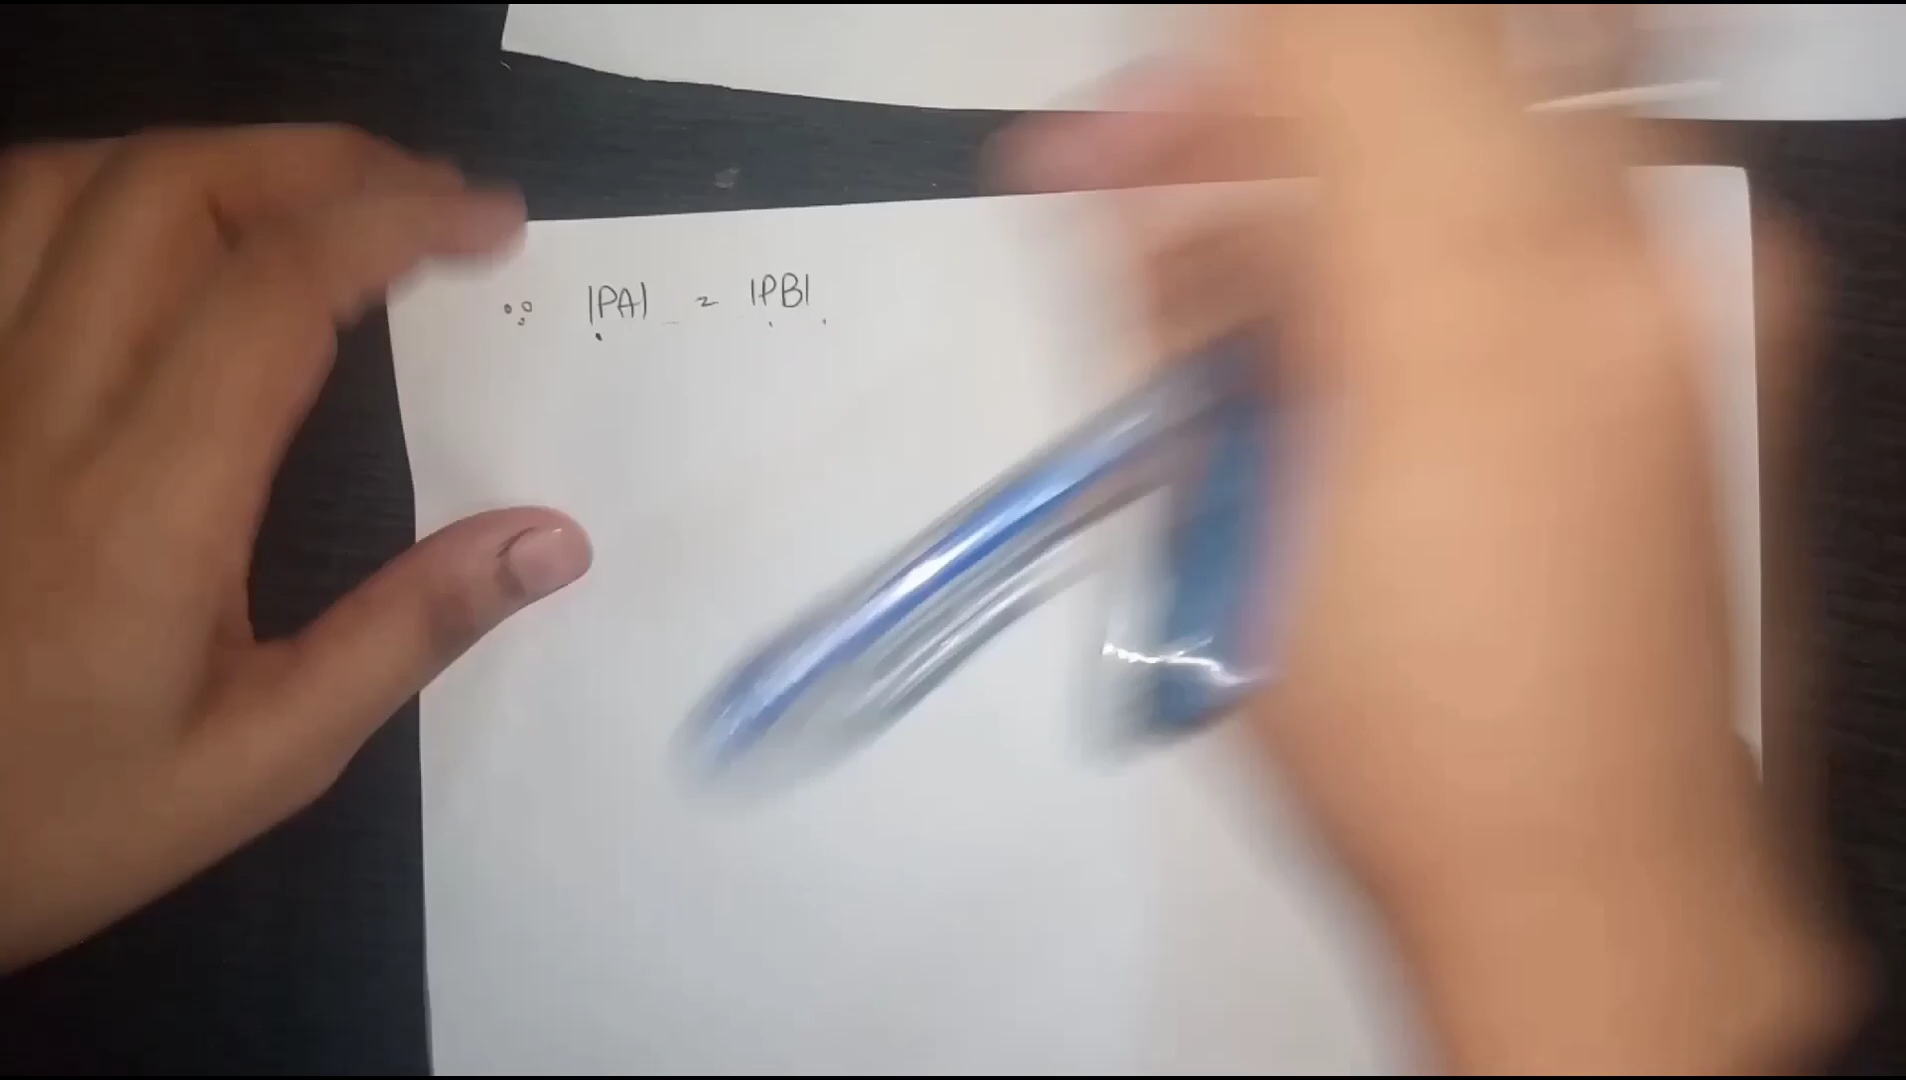 ∵ |PA| = |PB|